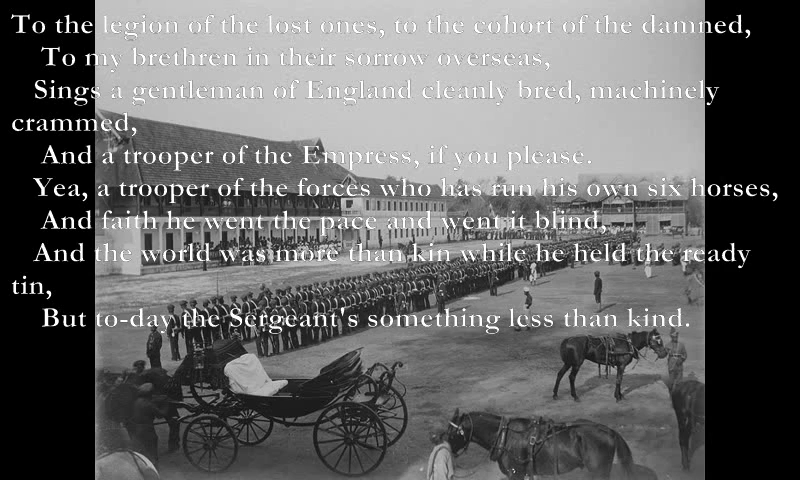 To the legion of the lost ones, to the cohort of the damned,
To my brethren in their sorrow overseas,
Sings a gentleman of England cleanly bred, machinely
crammed,
And a trooper of the Empress, if you please.
Yea, a trooper of the forces who has run his own six horses,
And faith he went the pace and went it blind,
And the world was more than kin while he held the ready
tin,
But to-day the Sergeant's something less than kind.